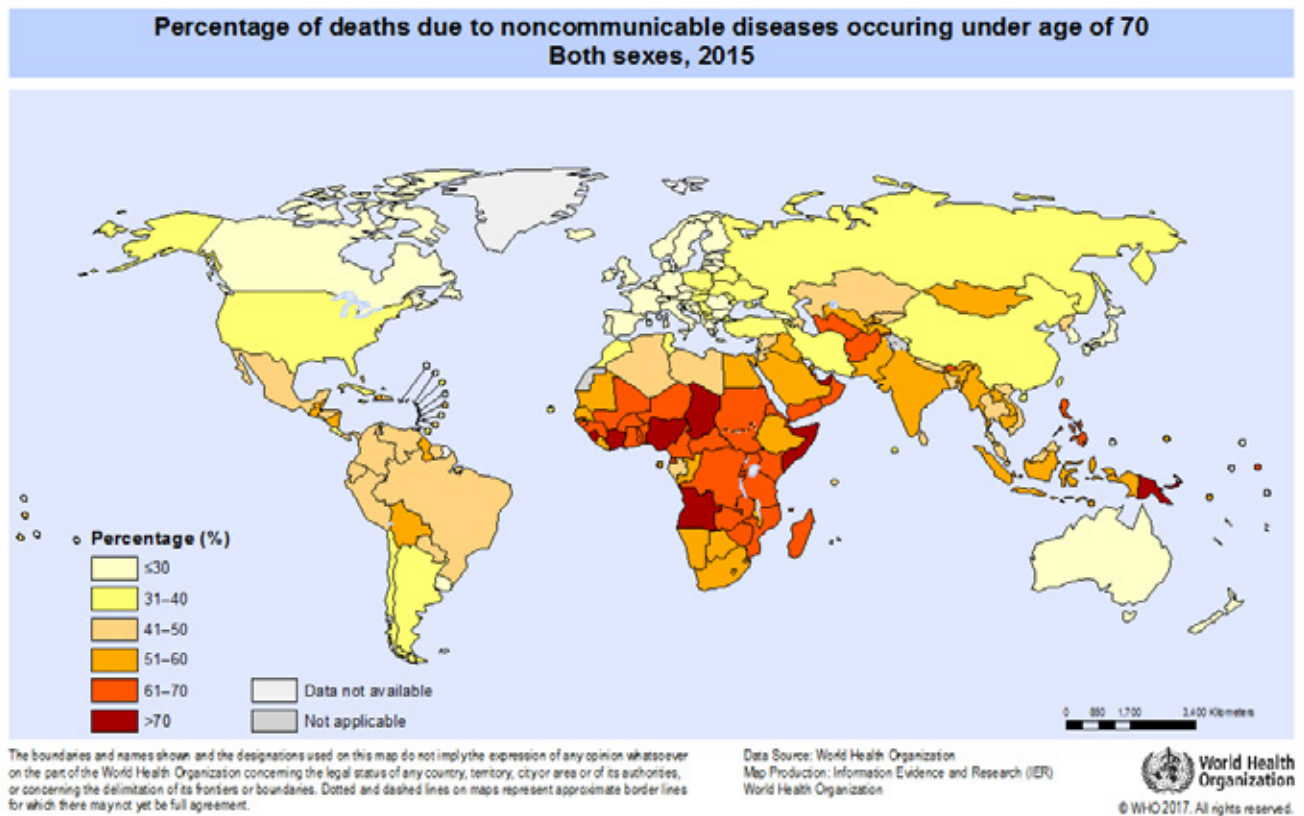 Percentage of deaths due to noncommunicable diseases occuring under age of 70
Both sexes, 2015
Percentage (%)
≤30
31–40
41–50
51–60
61–70
>70
Data not available
Not applicable
0 850 1,700 3,400 Kilometers
The boundaries and names shown and the designations used on this map do not imply the expression of any opinion whatsoever
on the part of the World Health Organization concerning the legal status of any country, territory, city or area or of its authorities,
or concerning the delimitation of its frontiers or boundaries. Dotted and dashed lines on maps represent approximate border lines
for which there may not yet be full agreement.
Data Source: World Health Organization
Map Production: Information Evidence and Research (IER)
World Health Organization
World Health
Organization
© WHO 2017. All rights reserved.